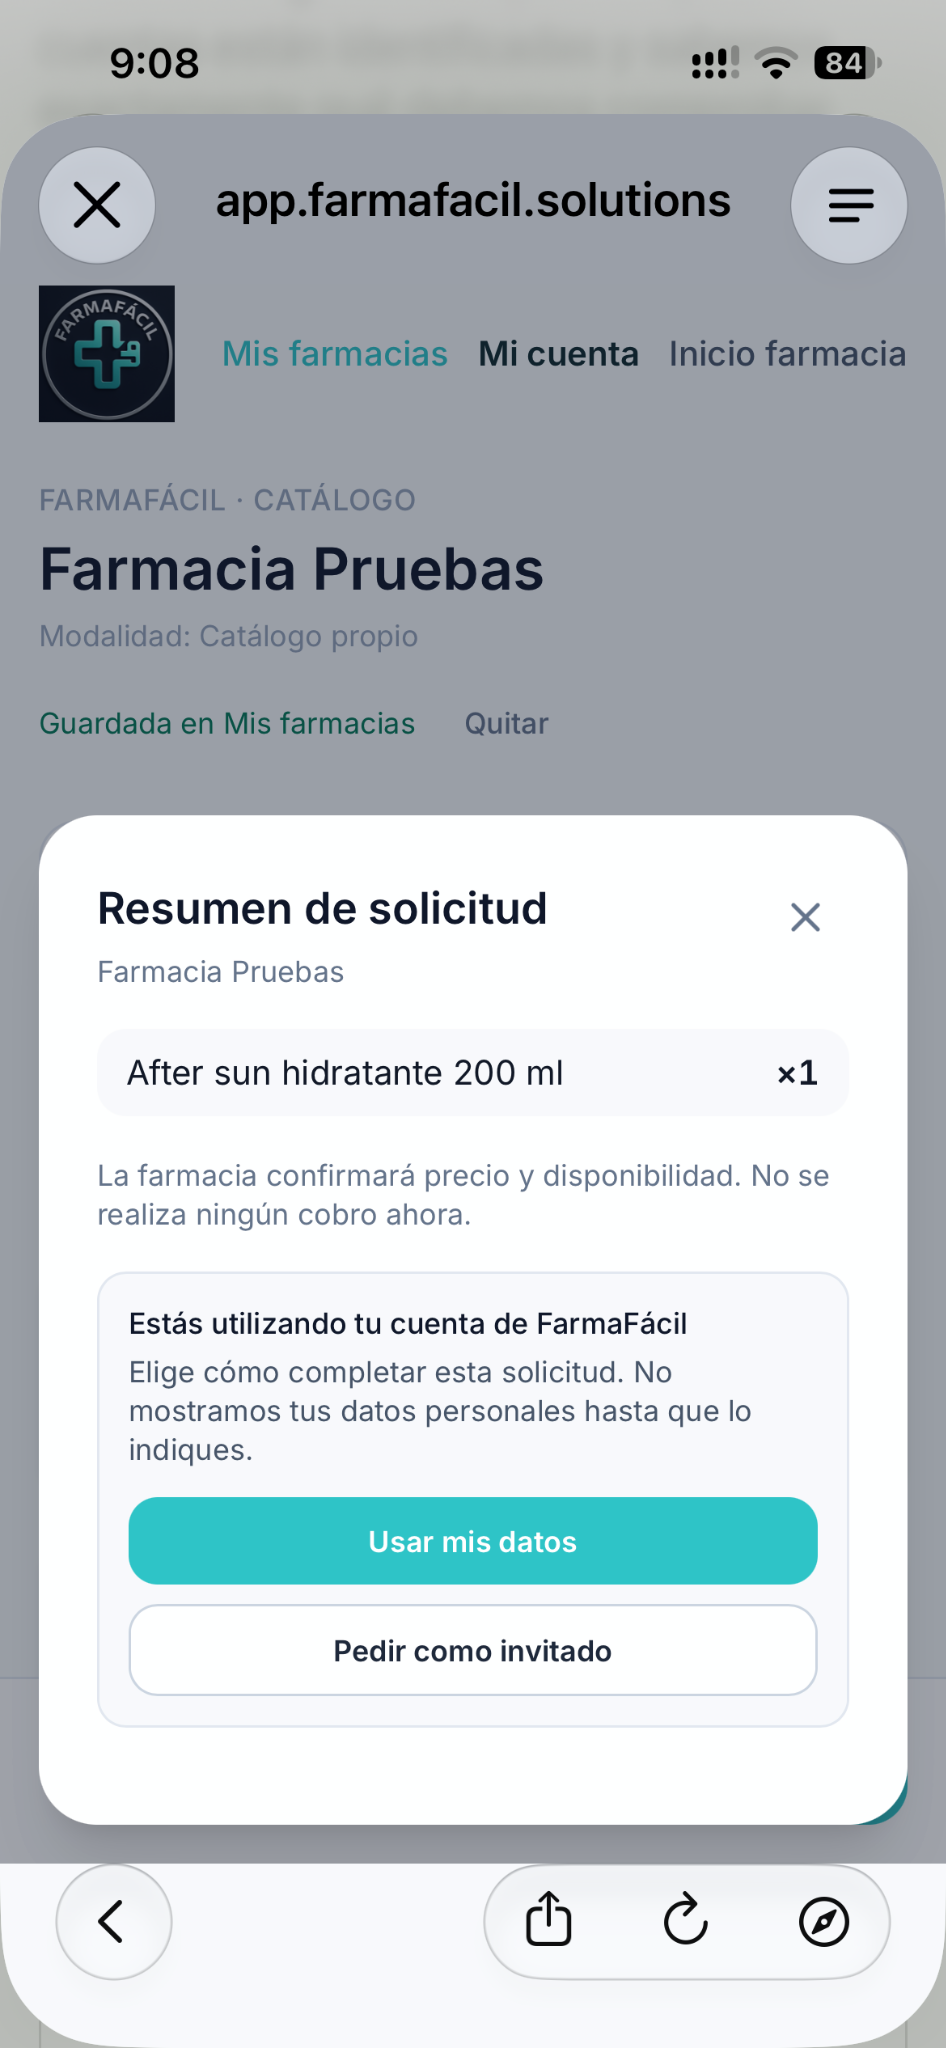 9:08
84
app.farmafacil.solutions
FARMAFÁCIL
Mis farmacias
Mi cuenta
Inicio farmacia
FARMAFÁCIL · CATÁLOGO
Farmacia Pruebas
Modalidad: Catálogo propio
Guardada en Mis farmacias
Quitar
Resumen de solicitud
Farmacia Pruebas
After sun hidratante 200 ml
×1
La farmacia confirmará precio y disponibilidad. No se
realiza ningún cobro ahora.
Estás utilizando tu cuenta de FarmaFácil
Elige cómo completar esta solicitud. No
mostramos tus datos personales hasta que lo
indiques.
Usar mis datos
Pedir como invitado